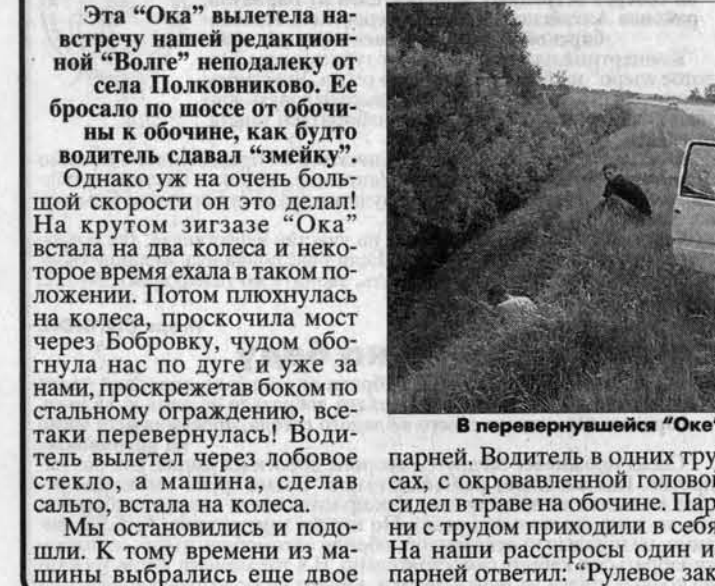 Эта “Ока” вылетела на-
встречу нашей редакцион-
ной “Волге” неподалеку от
села Полковниково. Ее
бросало по шоссе от обочи-
ны к обочине, как будто
водитель сдавал “змейку”.
Однако уж на очень боль-
шой скорости он это делал!
На крутом зигзазе “Ока”
встала на два колеса и неко-
торое время ехала в таком по-
ложении. Потом плюхнулась
на колеса, проскочила мост
через Бобровку, чудом обо-
гнула нас по дуге и уже за
нами, проскрежетав боком по
стальному ограждению, все-
таки перевернулась! Води-
тель вылетел через лобовое
стекло, а машина, сделав
сальто, встала на колеса.
Мы остановились и подо-
шли. К тому времени из ма-
шины выбрались еще двое
В перевернувшейся “Оке”
парней. Водитель в одних тру
сах, с окровавленной головой
сидел в траве на обочине. Пар
ни с трудом приходили в себя
На наши расспросы один и
парней ответил: “Рулевое зак